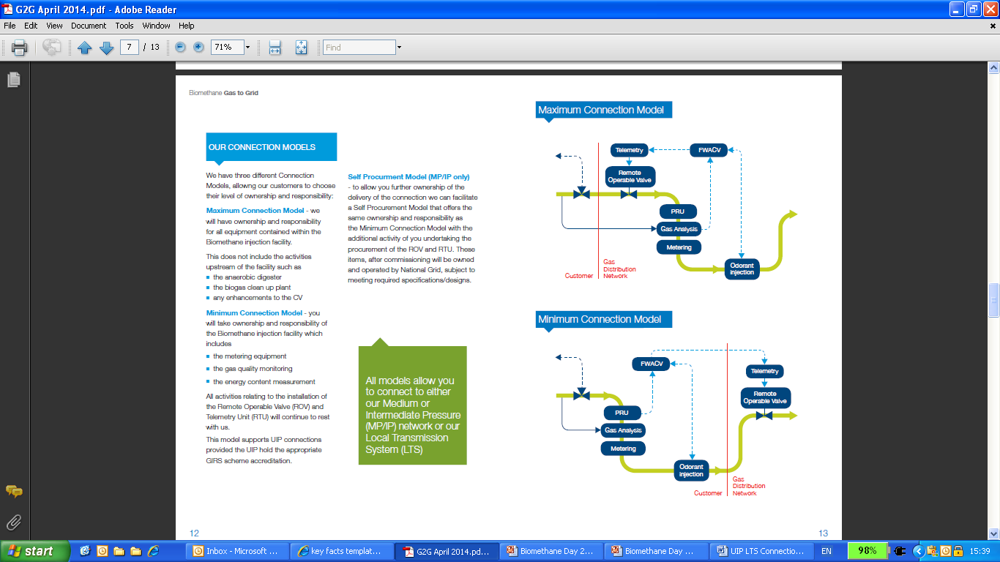 G2G April 2014.pdf - Adobe Reader
File Edit View Document Tools Window Help
7 / 13 71% Find
Biomethane Gas to Grid
OUR CONNECTION MODELS
We have three different Connection
Models, allowng our customers to choose
their level of ownership and responsibility:
Maximum Connection Model - we
will have ownership and responsibility
for all equipment contained within the
Biomethane injection facility.
This does not include the activities
upstream of the facility such as
the anaerobic digester
the biogas clean up plant
any enhancements to the CV
Minimum Connection Model - you
will take ownership and responsibility of
the Biomethane injection facility which
includes
the metering equipment
the gas quality monitoring
the energy content measurement
All activities relating to the installation of
the Remote Operable Valve (ROV) and
Telemetry Unit (RTU) will continue to rest
with us.
This model supports UIP connections
provided the UIP hold the appropriate
GIRS scheme accreditation.
Self Procurment Model (MP/IP only)
- to allow you further ownership of the
delivery of the connection we can facilitate
a Self Procurement Model that offers the
same ownership and responsibility as
the Minimum Connection Model with the
additional activity of you undertaking the
procurement of the ROV and RTU. These
items, after commissioning will be owned
and operated by National Grid, subject to
meeting required specifications/designs.
All models allow you
to connect to either
our Medium or
Intermediate Pressure
(MP/IP) network or our
Local Transmission
System (LTS)
Maximum Connection Model
Telemetry
FWACV
Remote
Operable Valve
PRU
Gas Analysis
Metering
Odorant
injection
Customer
Gas
Distribution
Network
Minimum Connection Model
FWACV
Telemetry
Remote
Operable Valve
PRU
Gas Analysis
Metering
Odorant
injection
Customer
Gas
Distribution
Network
12
13
start
Inbox - Microsoft ...
key facts templat...
G2G April 2014.pd...
Biomethane Day 2...
Biomethane Day ...
UIP LTS Connectio...
EN
98%
15:39